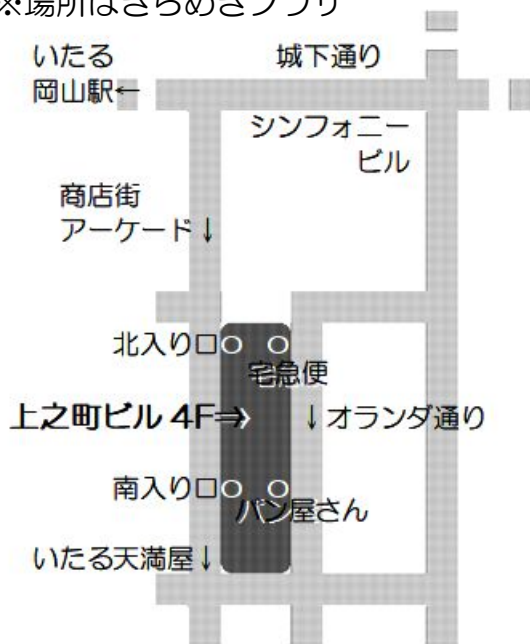 ※場所はきらめきプラザ
いたる
岡山駅←
城下通り
シンフォニー
ビル
商店街
アーケード↓
北入り口
宅急便
上之町ビル 4F⇒
↓オランダ通り
南入り口
パン屋さん
いたる天満屋↓